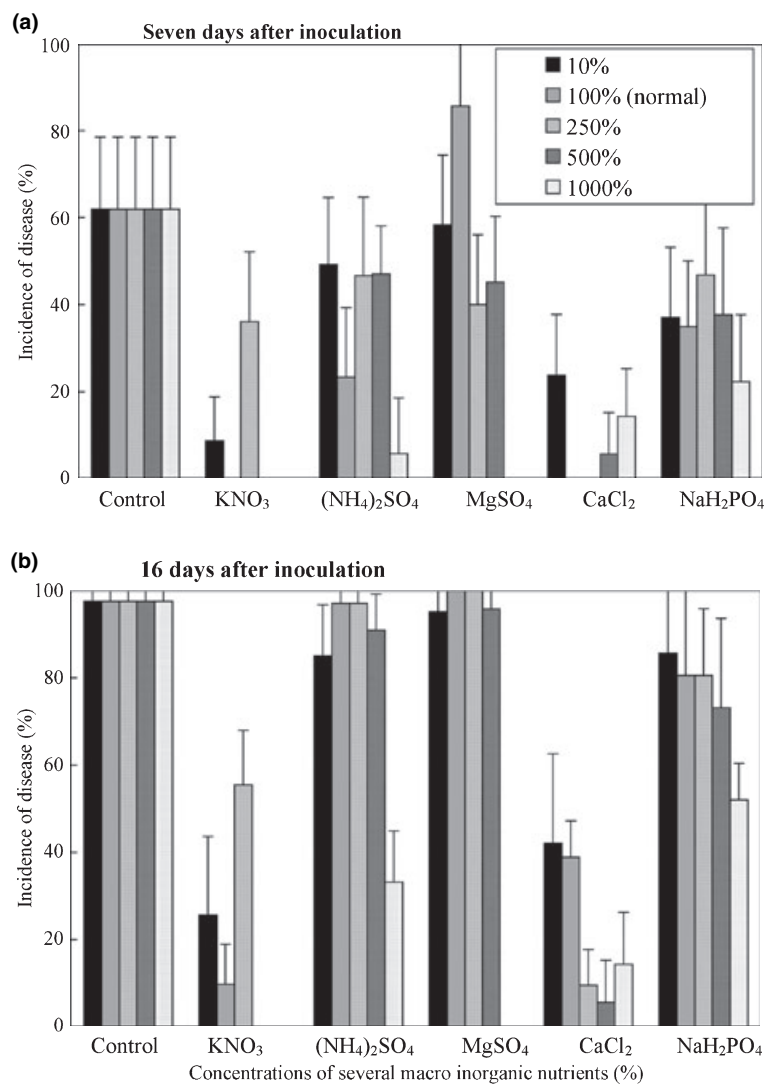 (a)
Seven days after inoculation
10%
100% (normal)
250%
500%
1000%
Incidence of disease (%)
100
80
60
40
20
0
Control KNO₃ (NH₄)₂SO₄ MgSO₄ CaCl₂ NaH₂PO₄
(b)
16 days after inoculation
Incidence of disease (%)
100
80
60
40
20
0
Control KNO₃ (NH₄)₂SO₄ MgSO₄ CaCl₂ NaH₂PO₄
Concentrations of several macro inorganic nutrients (%)